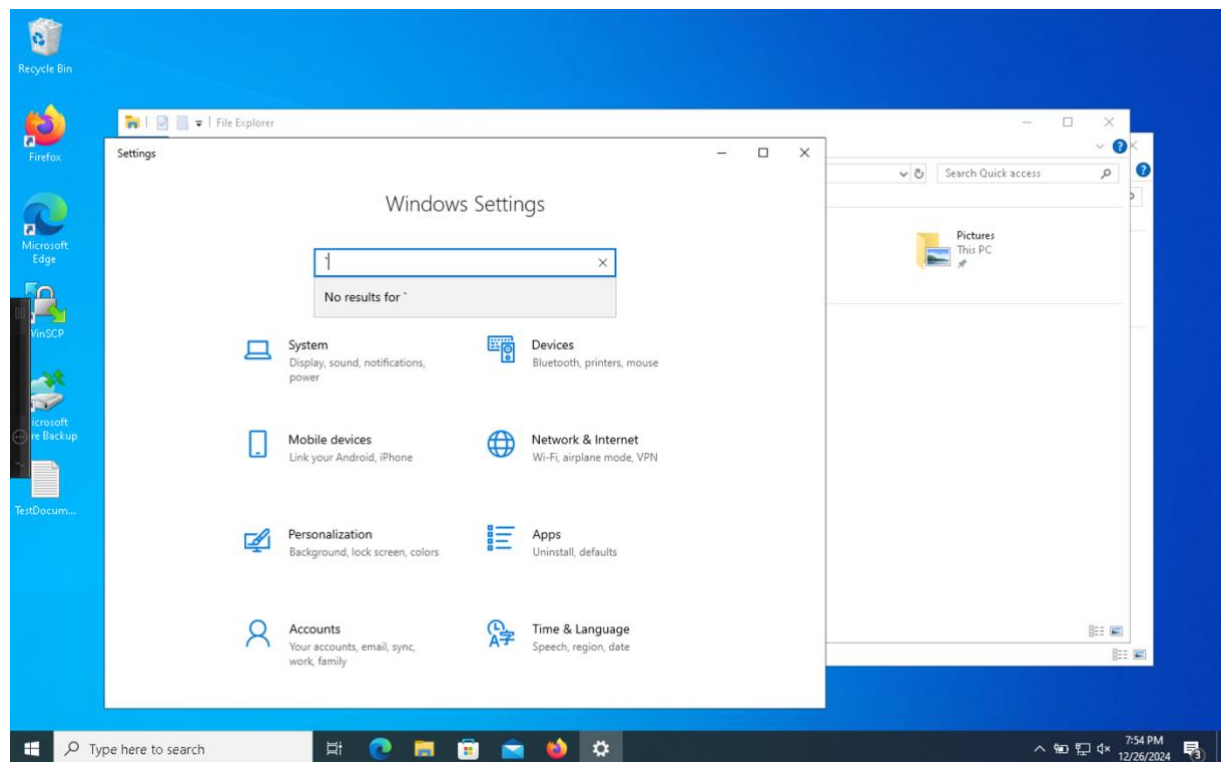 Recycle Bin
Firefox
Microsoft
Edge
WinSCP
icrosoft
re Backup
TestDocum...
File Explorer
Settings
Windows Settings
`
No results for `
System
Display, sound, notifications,
power
Devices
Bluetooth, printers, mouse
Mobile devices
Link your Android, iPhone
Network & Internet
Wi-Fi, airplane mode, VPN
Personalization
Background, lock screen, colors
Apps
Uninstall, defaults
Accounts
Your accounts, email, sync,
work, family
Time & Language
Speech, region, date
Search Quick access
Pictures
This PC
Type here to search
7:54 PM
12/26/2024
3